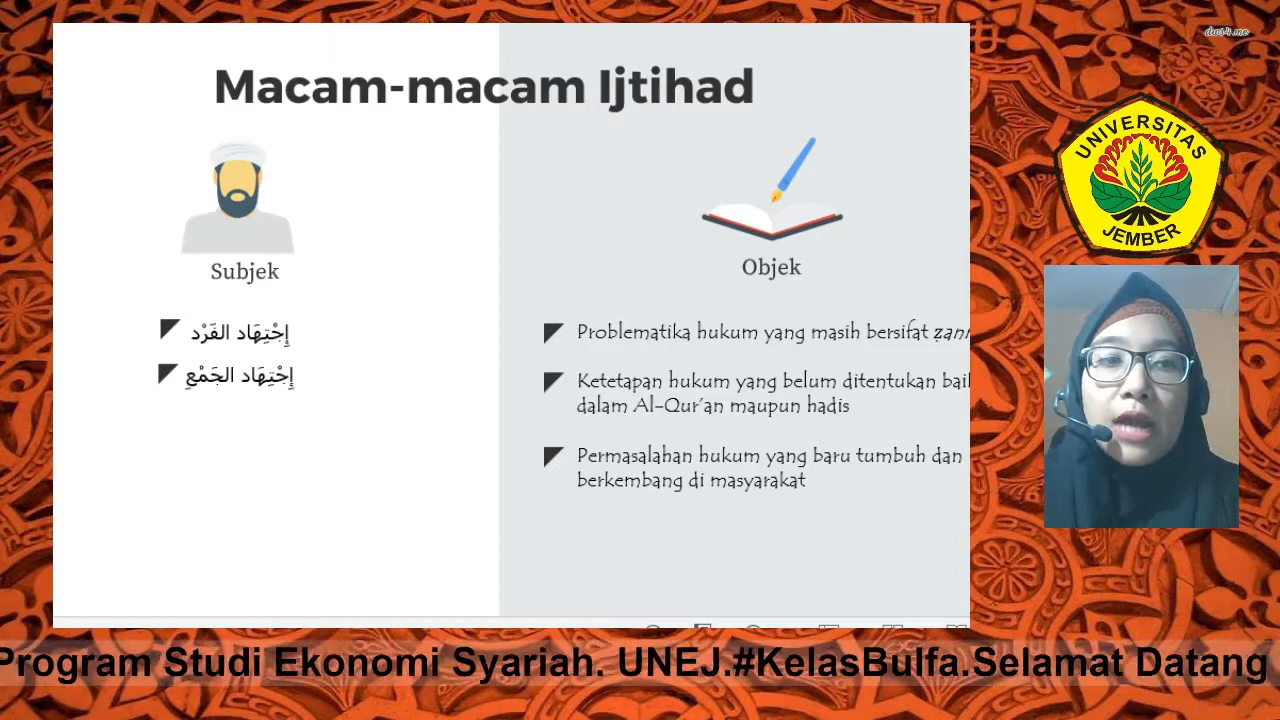 Macam-macam Ijtihad
Subjek
إِجْتِهَاد الفَرْد
إِجْتِهَاد الجَمْعِ
Objek
Problematika hukum yang masih bersifat
Ketetapan hukum yang belum ditentukan
dalam Al-Qur'an maupun hadis
Permasalahan hukum yang baru tumbuh dan
berkembang di masyarakat
UNIVERSITAS
JEMBER
Program Studi Ekonomi Syariah. UNEJ.#KelasBulfa.Selamat Datang